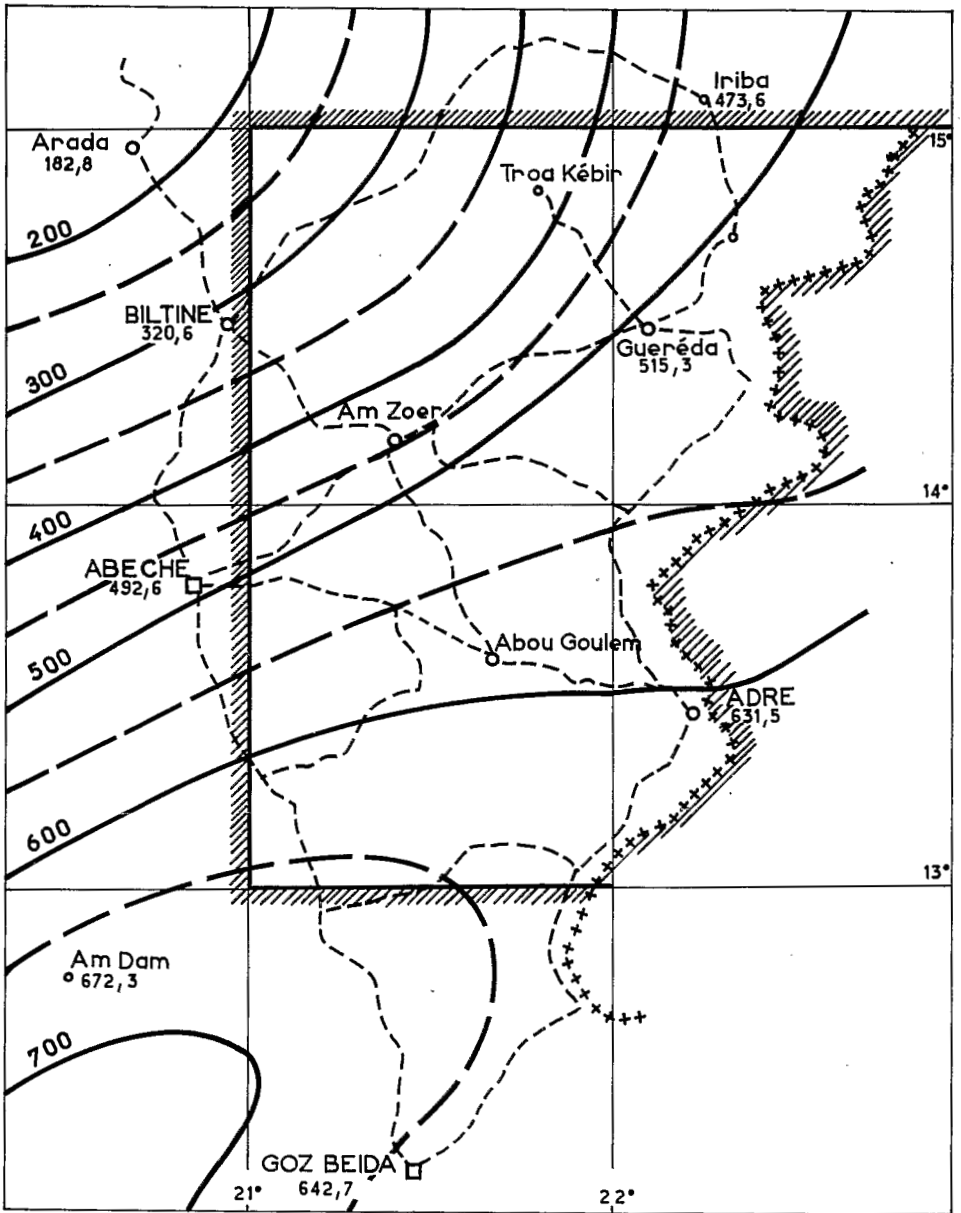 Iriba
473,6
Arada
182,8
15°
Troa Kébir
200
BILTINE
320,6
Gueréda
515,3
300
Am Zoer
14°
400
ABECHE
492,6
500
Abou Goulem
ADRE
631,5
600
13°
Am Dam
672,3
700
GOZ BEIDA
642,7
21°
22°